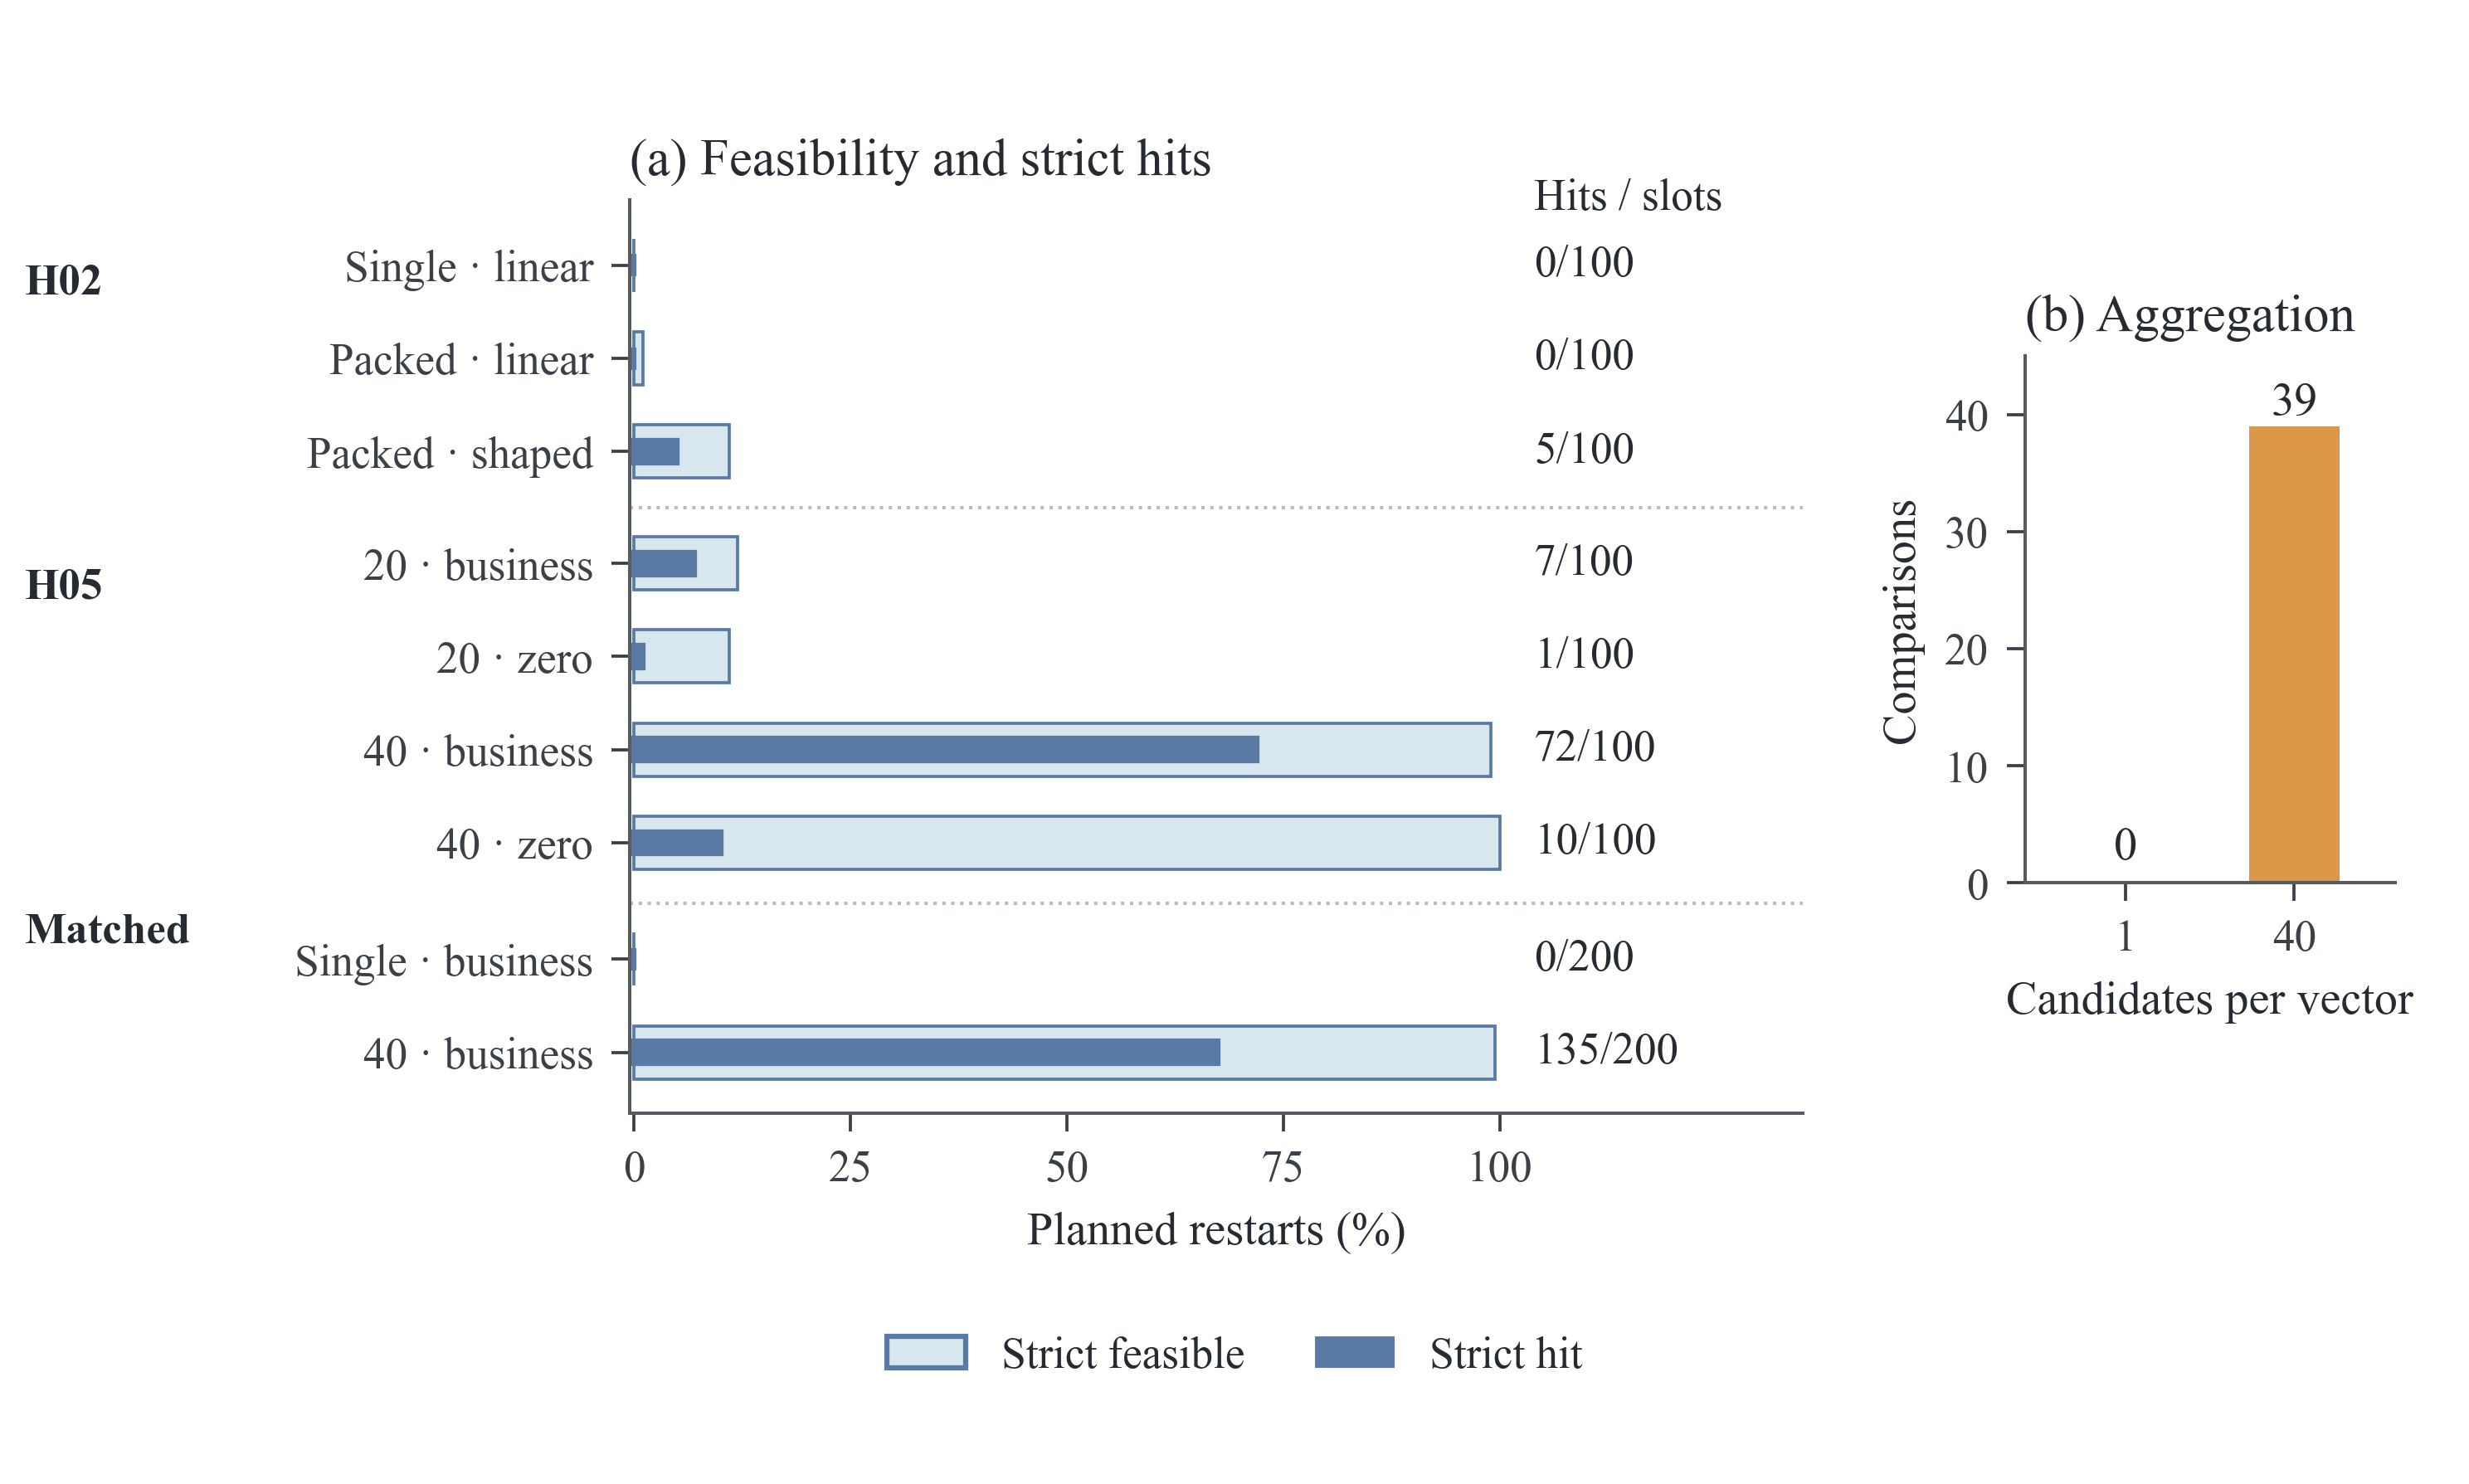 (a) Feasibility and strict hits
Hits / slots
H02
Single · linear
0/100
Packed · linear
0/100
Packed · shaped
5/100
H05
20 · business
7/100
20 · zero
1/100
40 · business
72/100
40 · zero
10/100
Matched
Single · business
0/200
40 · business
135/200
0 25 50 75 100
Planned restarts (%)
Strict feasible
Strict hit
(b) Aggregation
Comparisons
40
30
20
10
0
0
39
1 40
Candidates per vector